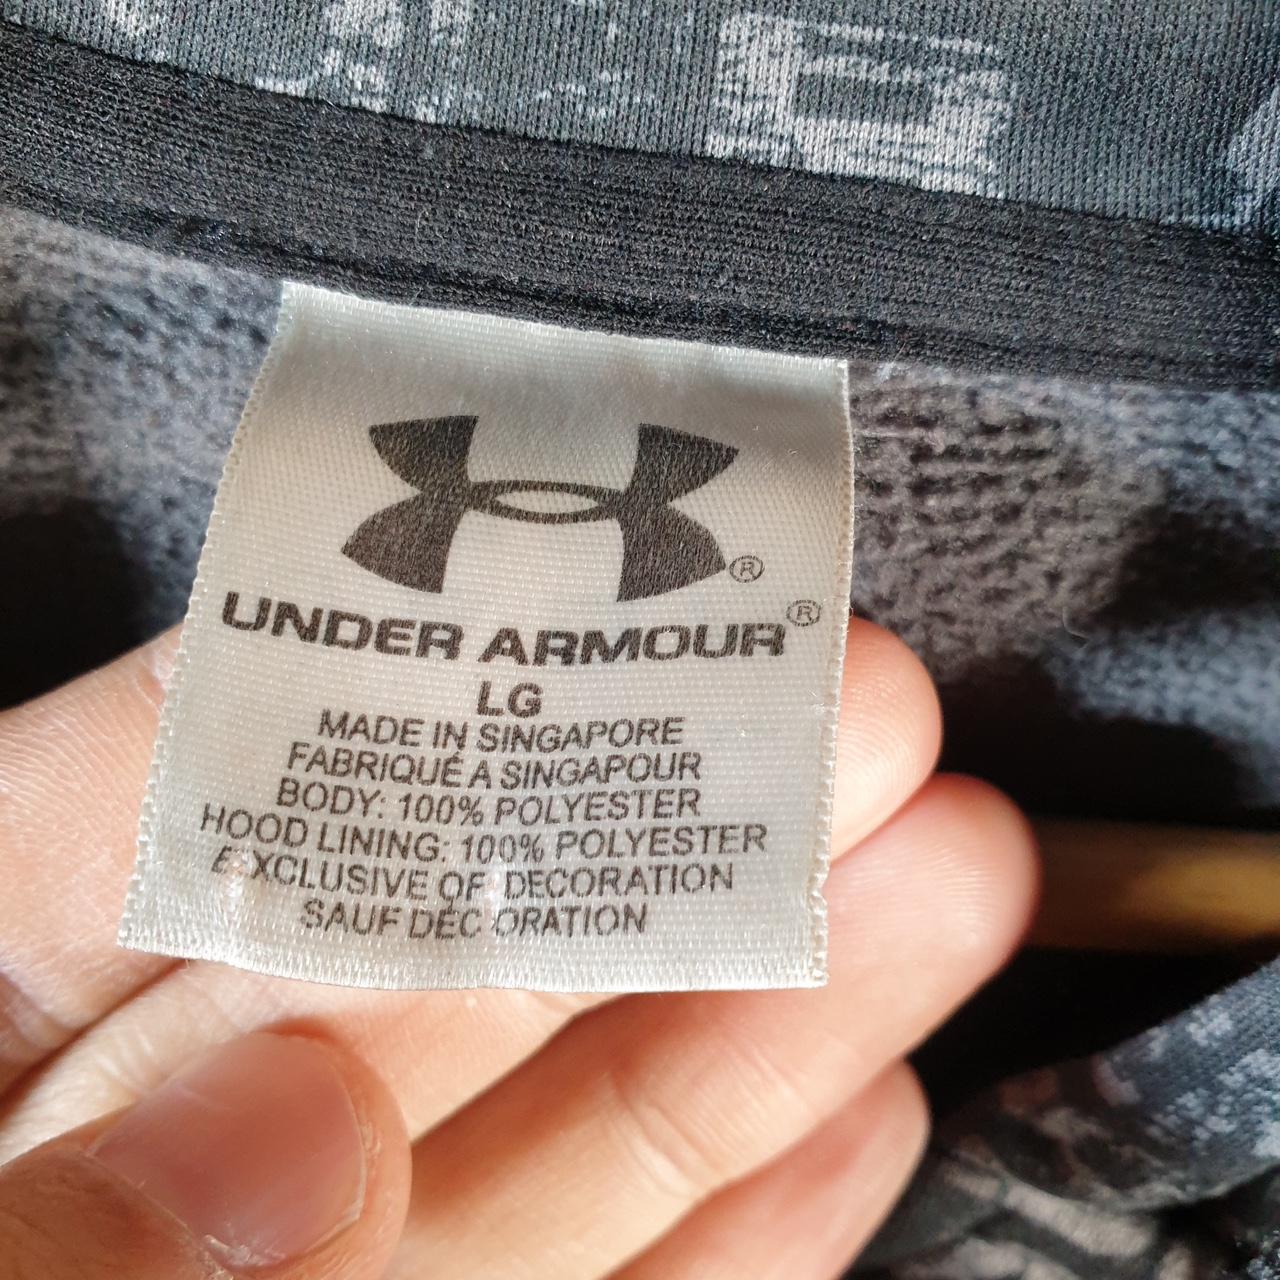 ®
UNDER ARMOUR®
LG
MADE IN SINGAPORE
FABRIQUÉ A SINGAPOUR
BODY: 100% POLYESTER
HOOD LINING: 100% POLYESTER
EXCLUSIVE OF DECORATION
SAUF DÉCORATION